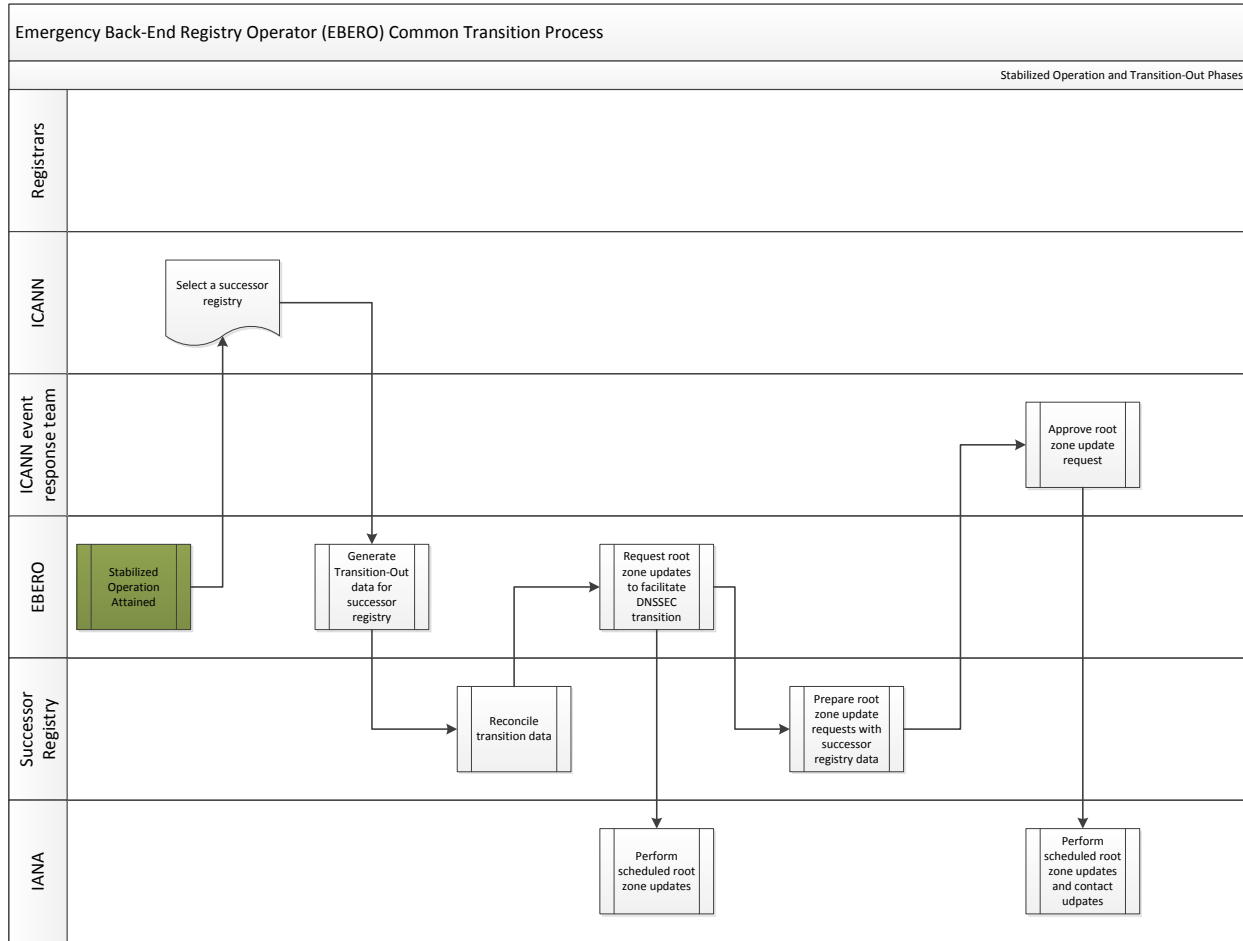 Emergency Back-End Registry Operator (EBERO) Common Transition Process
Stabilized Operation and Transition-Out Phases
Registrars
ICANN
Select a successor
registry
ICANN event
response team
Approve root
zone update
request
EBERO
Stabilized
Operation
Attained
Generate
Transition-Out
data for
successor
registry
Request root
zone updates
to facilitate
DNSSEC
transition
Successor
Registry
Reconcile
transition data
Prepare root
zone update
requests with
successor
registry data
IANA
Perform
scheduled root
zone updates
Perform
scheduled root
zone updates
and contact
udpates